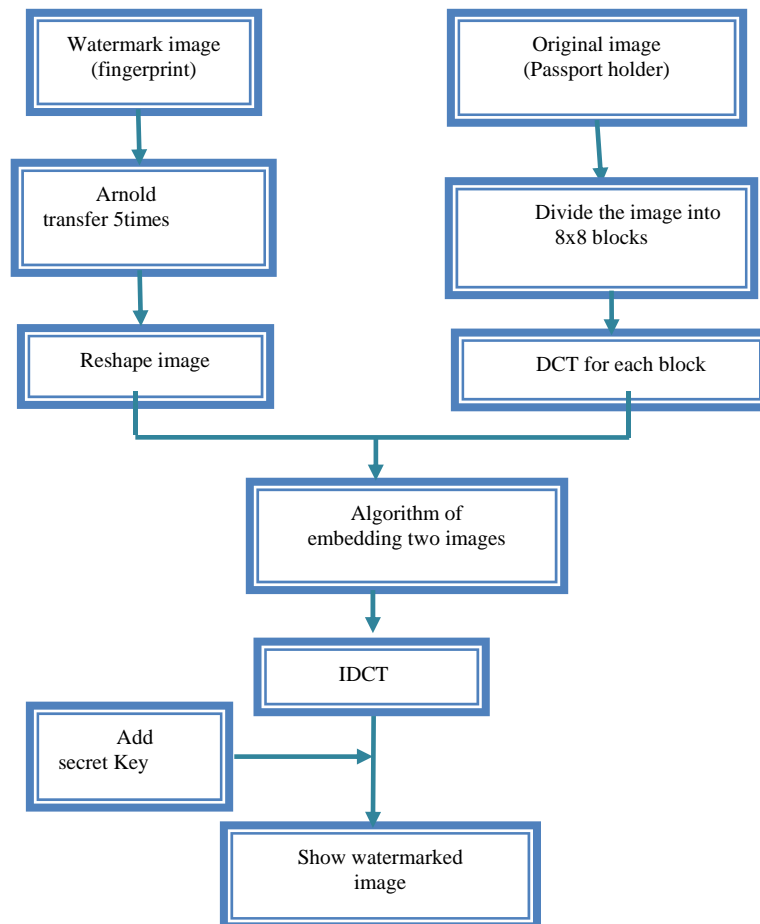 Watermark image
(fingerprint)
Original image
(Passport holder)
Arnold
transfer 5times
Divide the image into
8x8 blocks
Reshape image
DCT for each block
Algorithm of
embedding two images
IDCT
Add
secret Key
Show watermarked
image